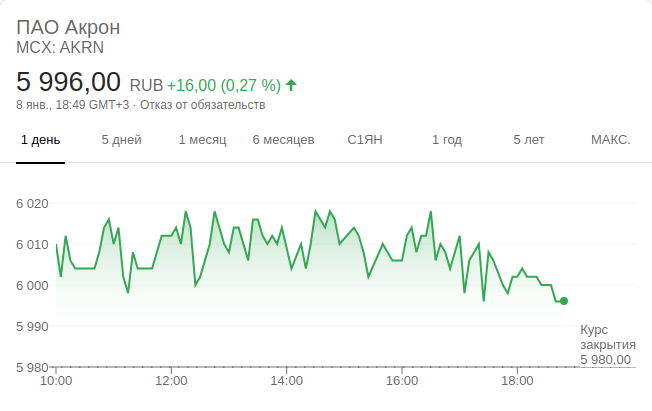 ПАО Акрон
MCX: AKRN
5 996,00 RUB +16,00 (0,27 %)
8 янв., 18:49 GMT+3 · Отказ от обязательств
1 день 5 дней 1 месяц 6 месяцев С1ЯН 1 год 5 лет МАКС.
6 020
6 010
6 000
5 990
Курс
закрытия
5 980,00
5 980
10:00 12:00 14:00 16:00 18:00